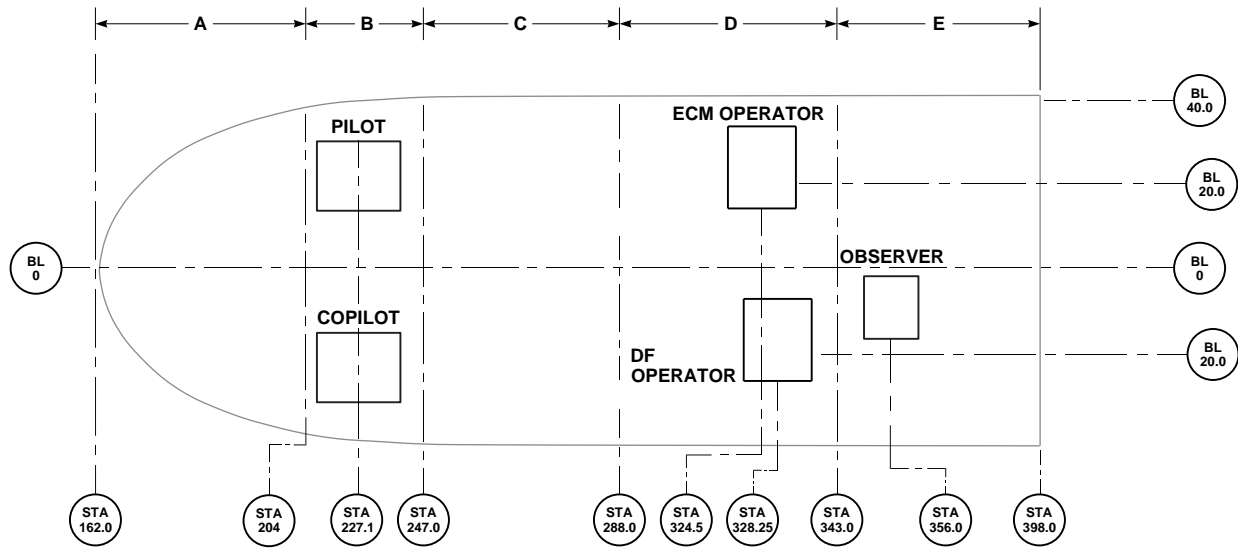 A
B
C
D
E
BL
40.0
PILOT
ECM OPERATOR
BL
20.0
BL
0
OBSERVER
BL
0
COPILOT
DF
OPERATOR
BL
20.0
STA
162.0
STA
204
STA
227.1
STA
247.0
STA
288.0
STA
324.5
STA
328.25
STA
343.0
STA
356.0
STA
398.0